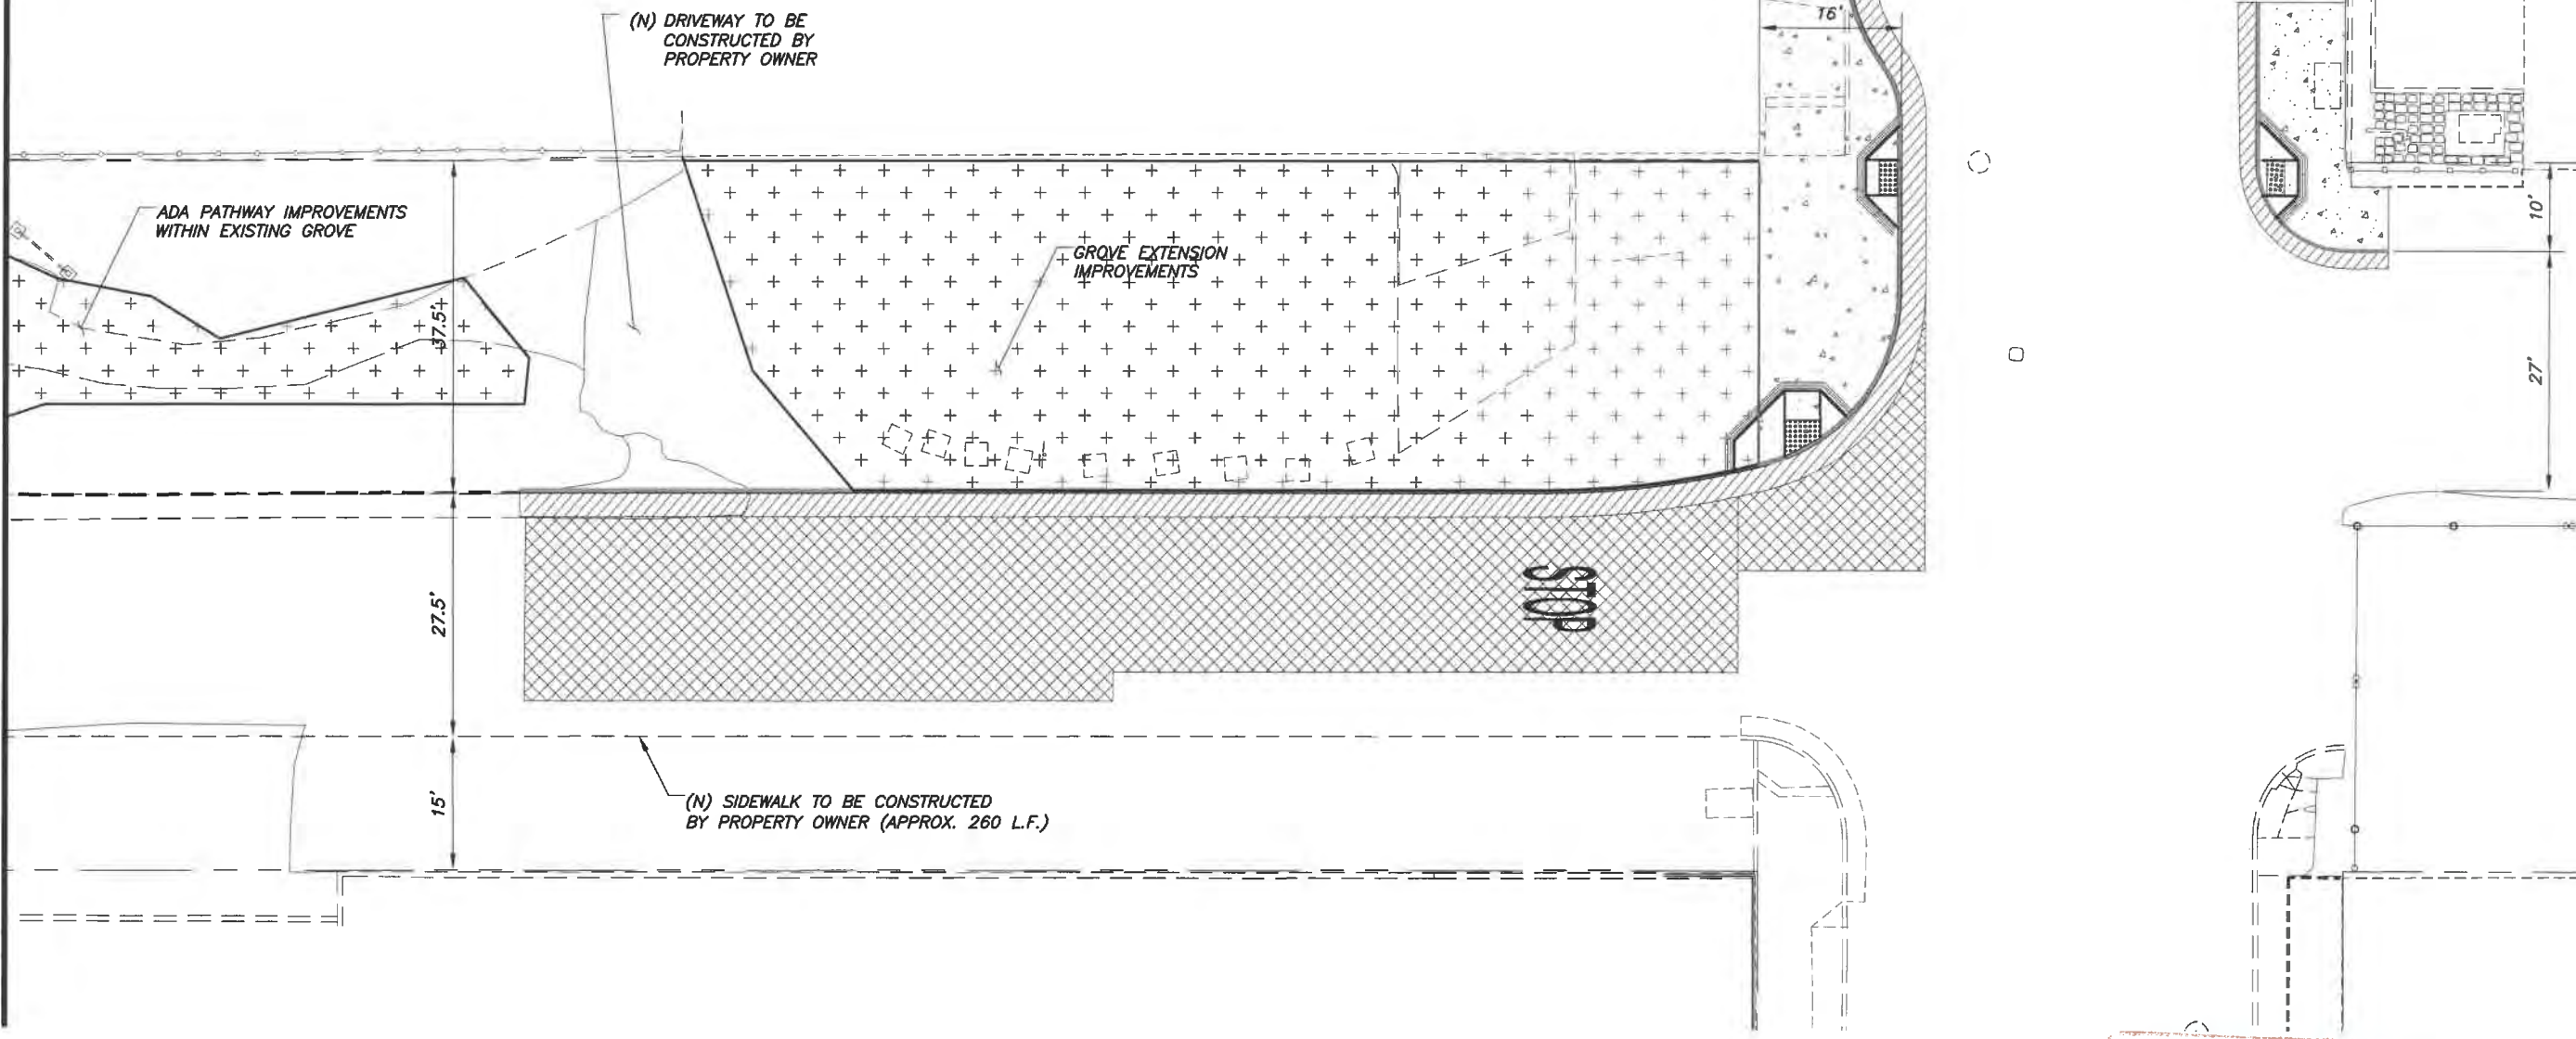 (N) DRIVEWAY TO BE
CONSTRUCTED BY
PROPERTY OWNER
16'
ADA PATHWAY IMPROVEMENTS
WITHIN EXISTING GROVE
GROVE EXTENSION
IMPROVEMENTS
37.5'
10'
27'
27.5'
STOP
15'
(N) SIDEWALK TO BE CONSTRUCTED
BY PROPERTY OWNER (APPROX. 260 L.F.)